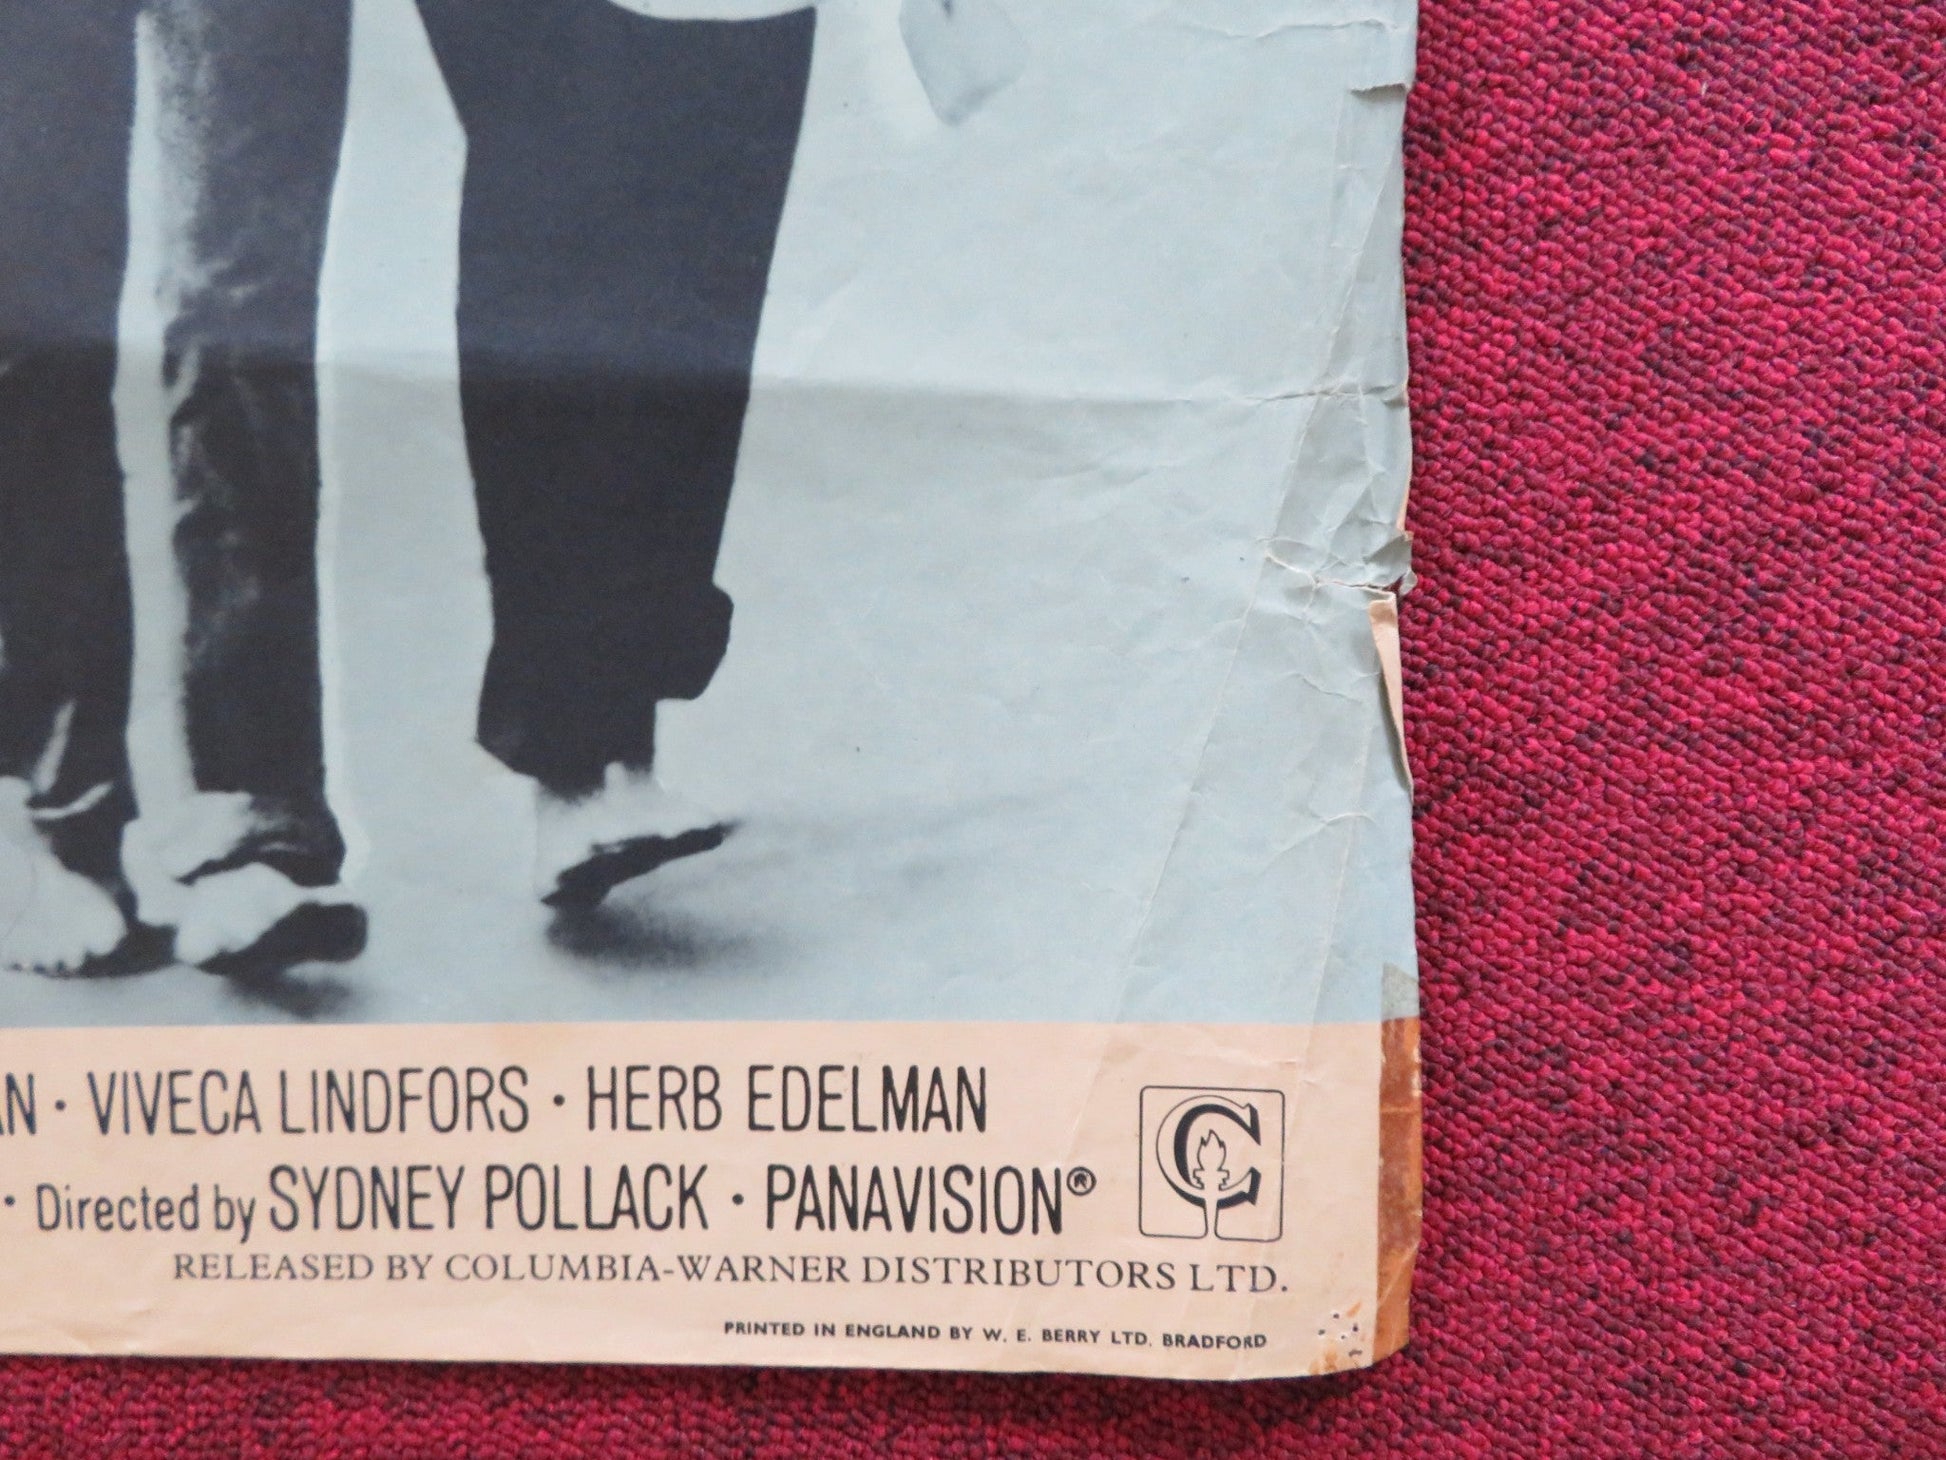 AN · VIVECA LINDFORS · HERB EDELMAN
· Directed by SYDNEY POLLACK · PANAVISION®
RELEASED BY COLUMBIA-WARNER DISTRIBUTORS LTD.
PRINTED IN ENGLAND BY W. E. BERRY LTD. BRADFORD